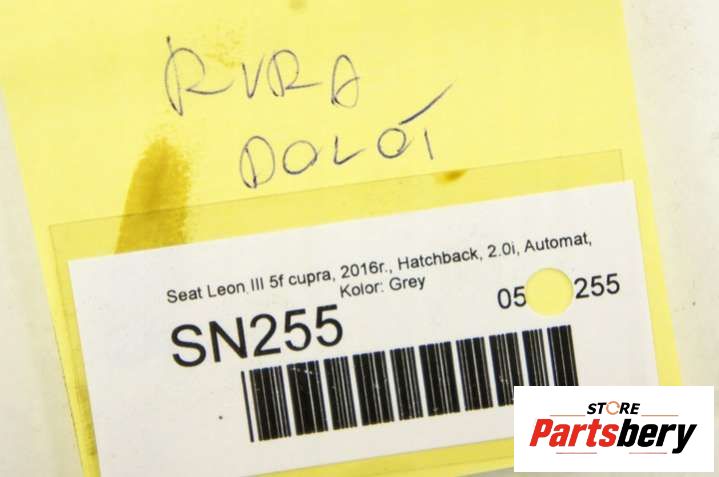 RURA
DOLOT
Seat Leon III 5f cupra, 2016r., Hatchback, 2.0i, Automat,
Kolor: Grey
SN255
05 255
STORE
Partsbery